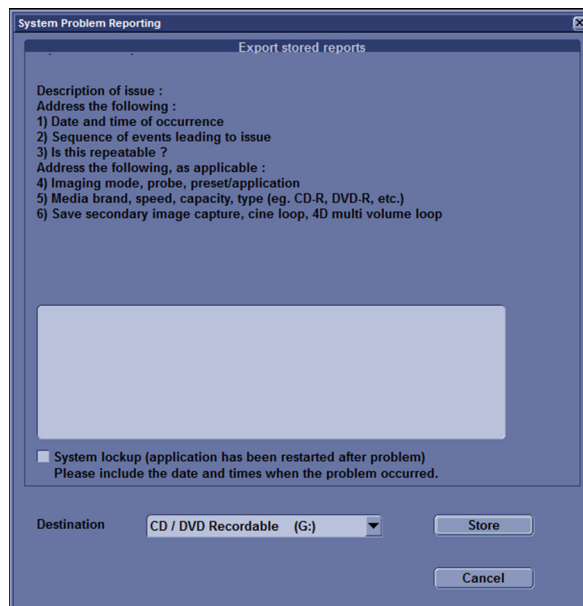 System Problem Reporting
Export stored reports
Description of issue :
Address the following :
1) Date and time of occurrence
2) Sequence of events leading to issue
3) Is this repeatable ?
Address the following, as applicable :
4) Imaging mode, probe, preset/application
5) Media brand, speed, capacity, type (eg. CD-R, DVD-R, etc.)
6) Save secondary image capture, cine loop, 4D multi volume loop
System lockup (application has been restarted after problem)
Please include the date and times when the problem occurred.
Destination CD / DVD Recordable (G:) Store
Cancel